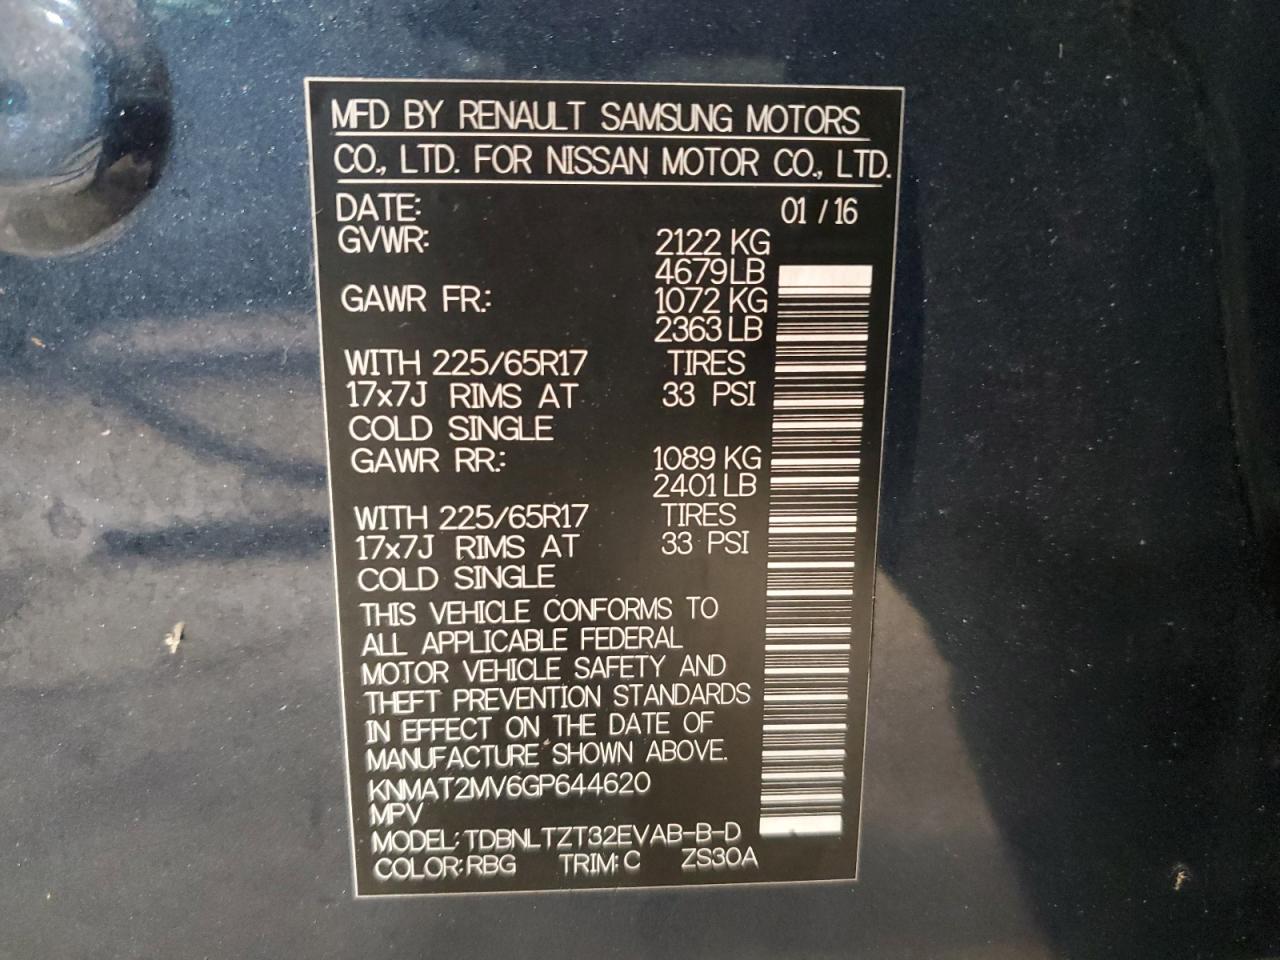 MFD BY RENAULT SAMSUNG MOTORS
CO., LTD. FOR NISSAN MOTOR CO., LTD.
DATE: 01 / 16
GVWR: 2122 KG
4679 LB
GAWR FR.: 1072 KG
2363 LB
WITH 225/65R17 TIRES
17x7J RIMS AT 33 PSI
COLD SINGLE
GAWR RR.: 1089 KG
2401 LB
WITH 225/65R17 TIRES
17x7J RIMS AT 33 PSI
COLD SINGLE
THIS VEHICLE CONFORMS TO
ALL APPLICABLE FEDERAL
MOTOR VEHICLE SAFETY AND
THEFT PREVENTION STANDARDS
IN EFFECT ON THE DATE OF
MANUFACTURE SHOWN ABOVE.
KNMAT2MV6GP644620
MPV
MODEL: TDBNLTZT32EVAB-B-D
COLOR: RBG TRIM: C ZS30A